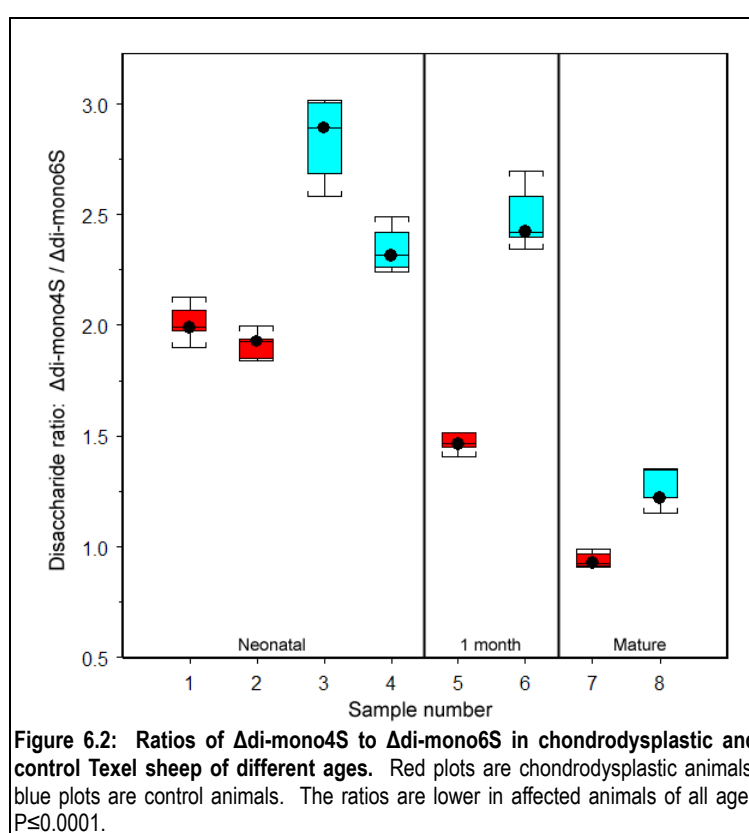 3.0
2.5
2.0
1.5
1.0
0.5
Disaccharide ratio: Δdi-mono4S / Δdi-mono6S
Neonatal 1 month Mature
1 2 3 4 5 6 7 8
Sample number
Figure 6.2: Ratios of Δdi-mono4S to Δdi-mono6S in chondrodysplastic and
control Texel sheep of different ages. Red plots are chondrodysplastic animals
blue plots are control animals. The ratios are lower in affected animals of all age
P≤0.0001.